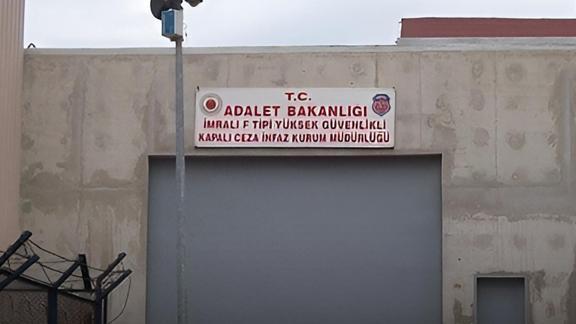 T.C.
ADALET BAKANLIĞI
İMRALI F TİPİ YÜKSEK GÜVENLİKLİ
KAPALI CEZA İNFAZ KURUM MÜDÜRLÜĞÜ